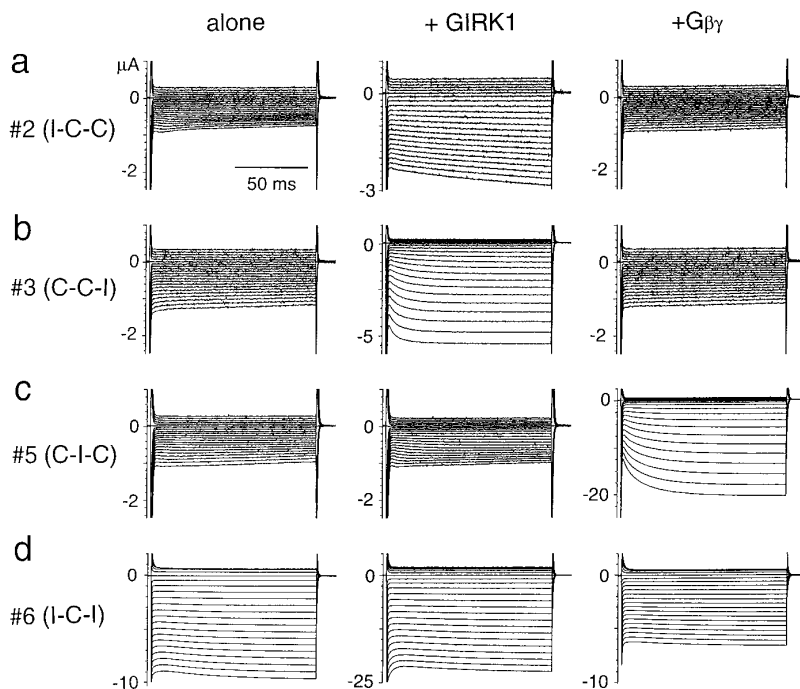 alone + GIRK1 +Gβγ
a
μA
0 0 0
#2 (I-C-C)
-2 -2
50 ms
-3
b
0 0 0
#3 (C-C-I)
-2 -2
-5
c
0 0 0
#5 (C-I-C)
-2 -2 -20
d
0 0 0
#6 (I-C-I)
-10 -25 -10